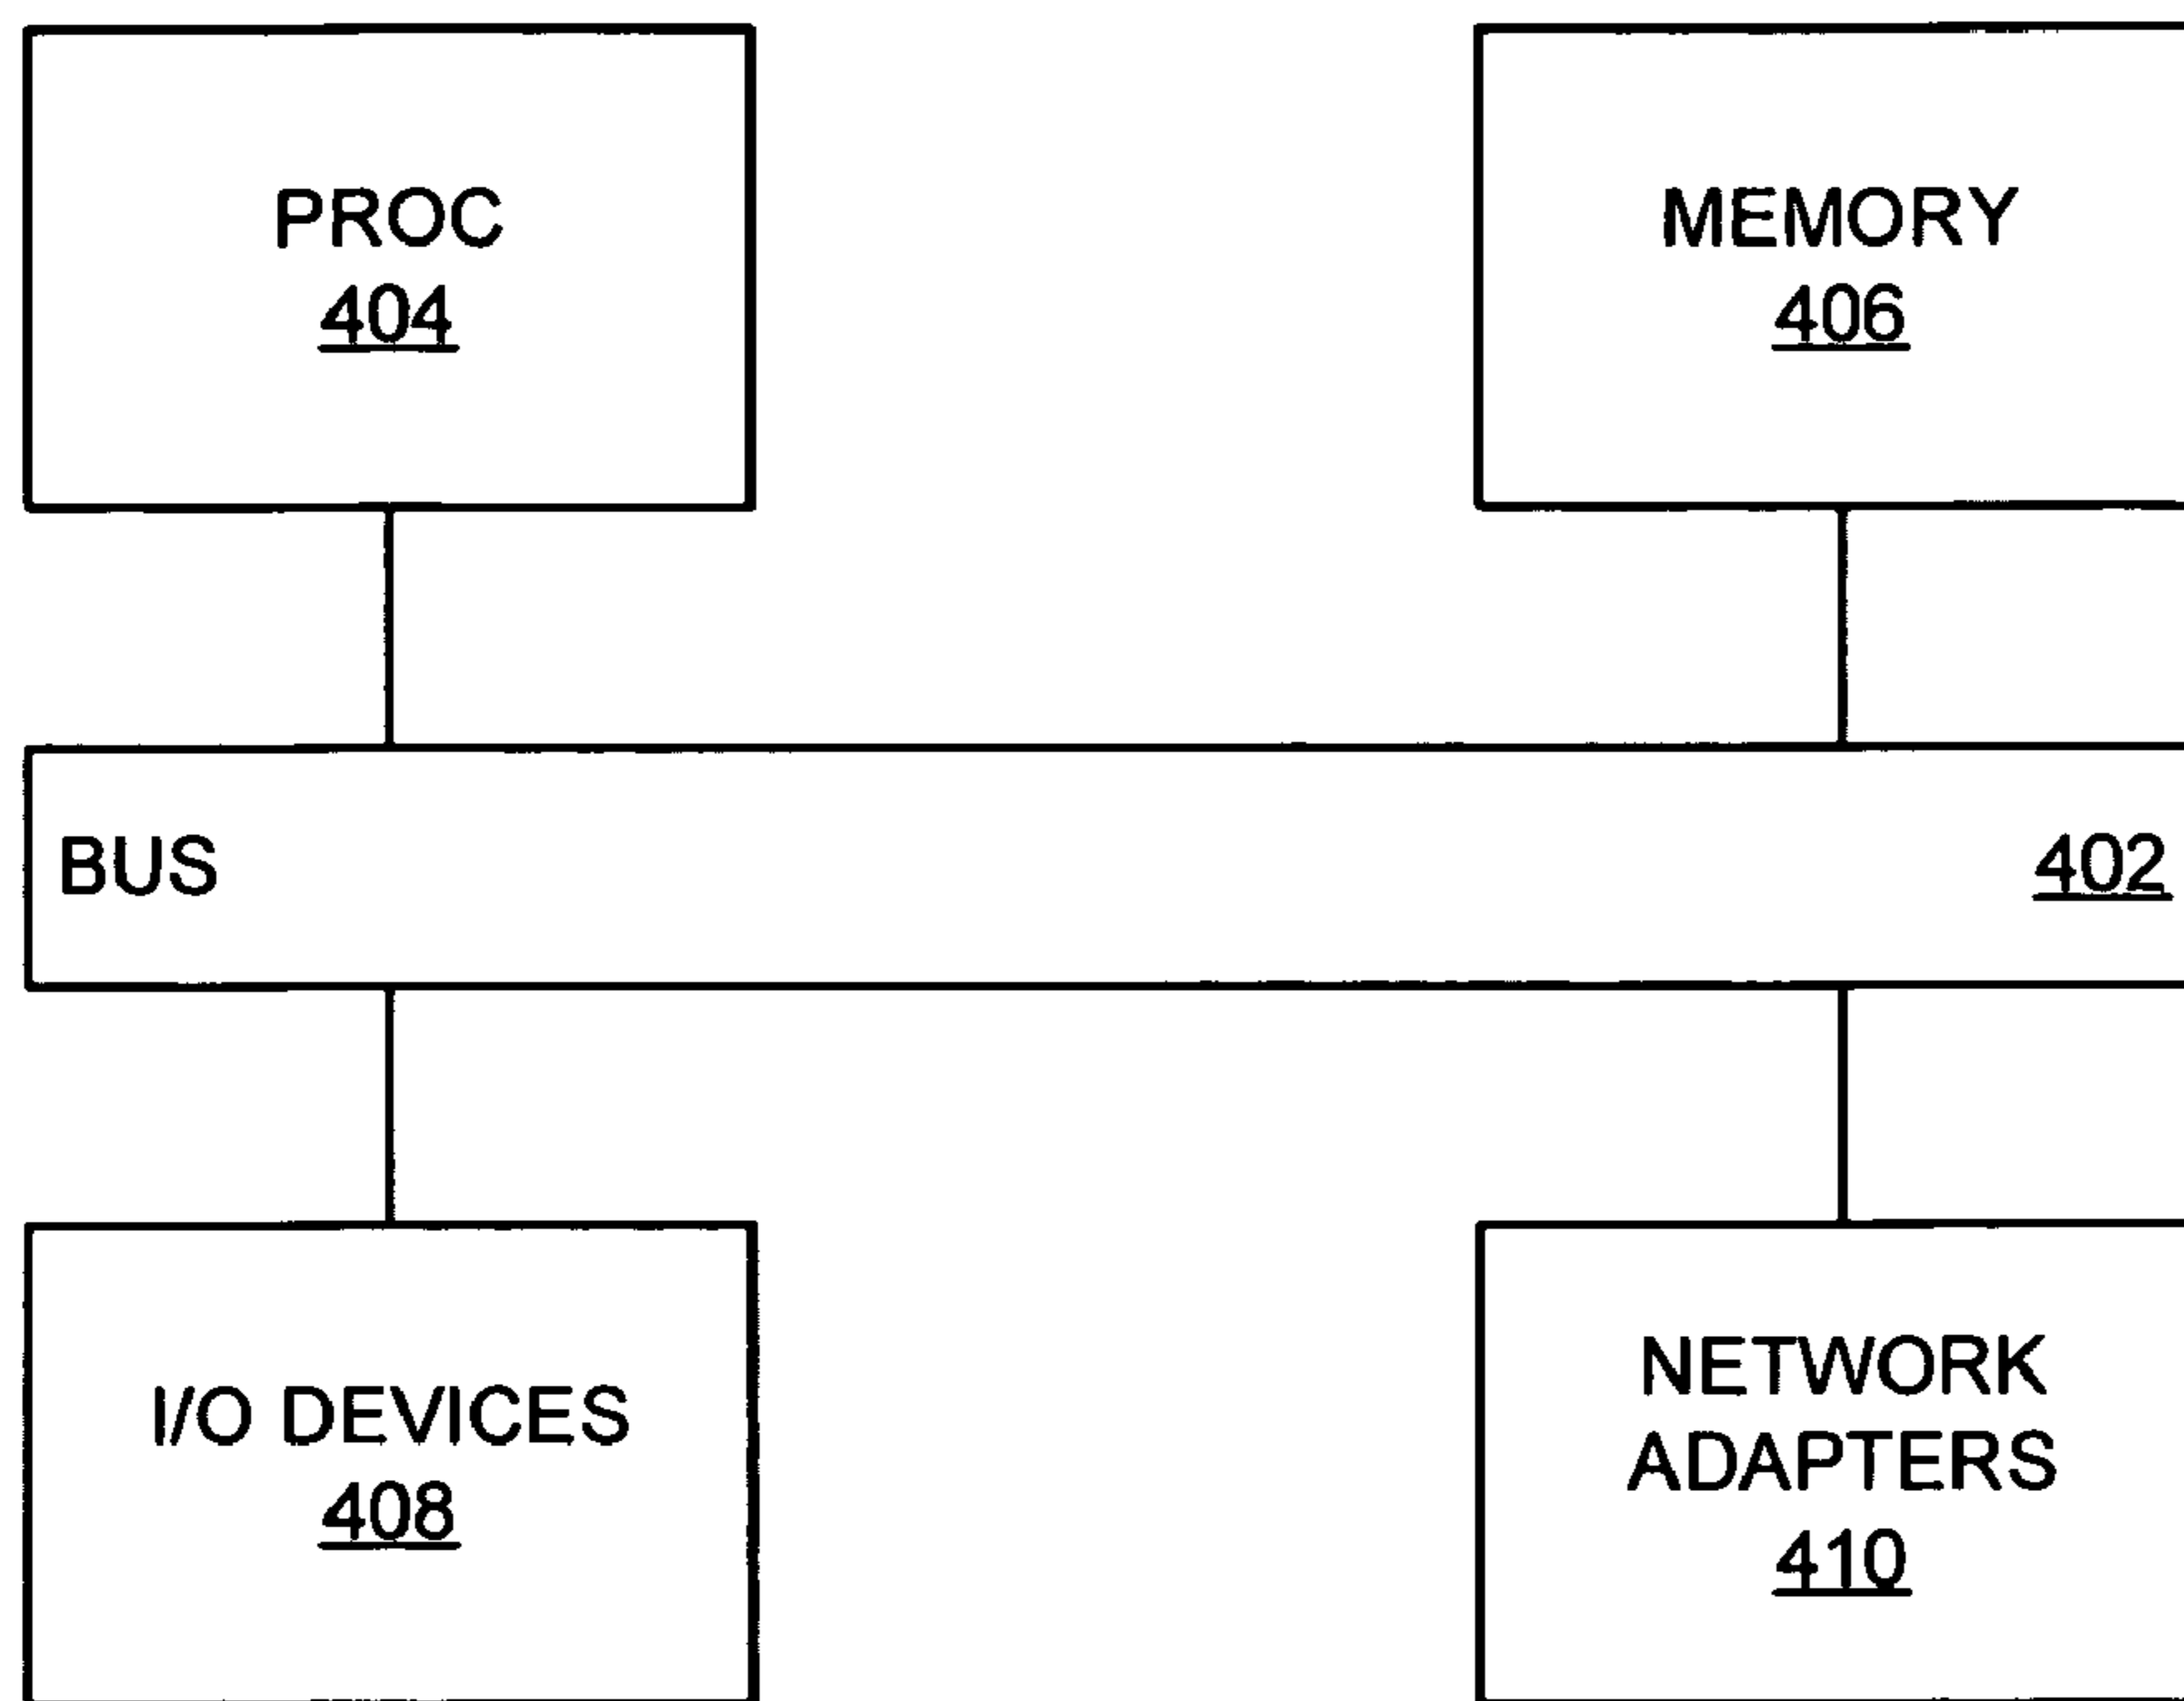 PROC
404
MEMORY
406
BUS
402
I/O DEVICES
408
NETWORK
ADAPTERS
410